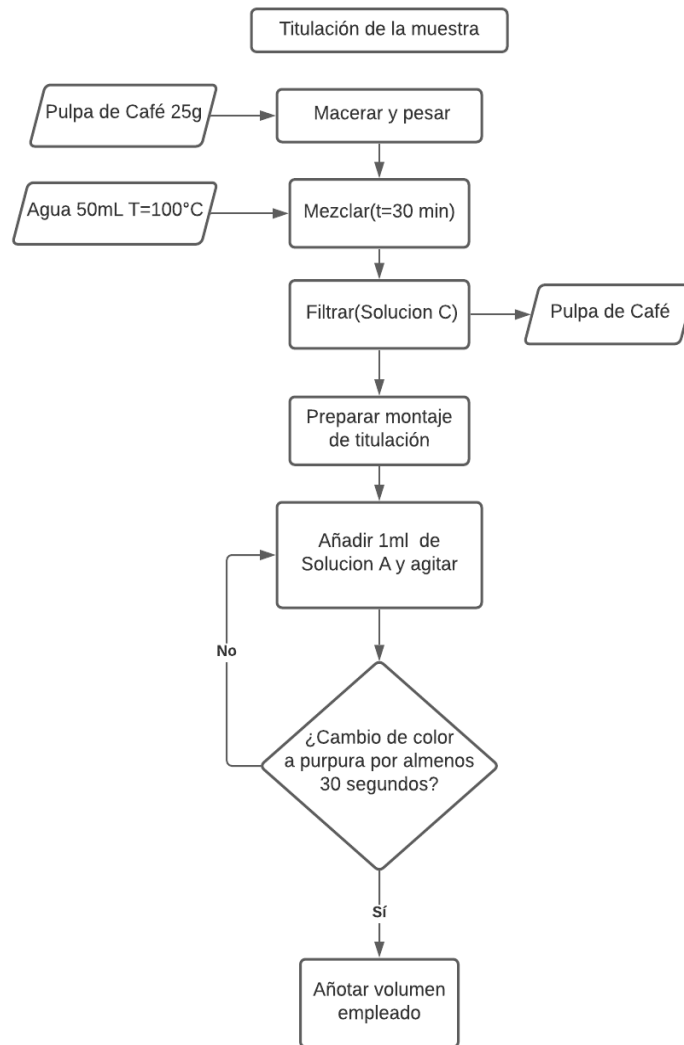 Titulación de la muestra
Pulpa de Café 25g
Macerar y pesar
Agua 50mL T=100°C
Mezclar(t=30 min)
Filtrar(Solucion C)
Pulpa de Café
Preparar montaje
de titulación
Añadir 1ml de
Solucion A y agitar
No
¿Cambio de color
a purpura por almenos
30 segundos?
Sí
Añotar volumen
empleado